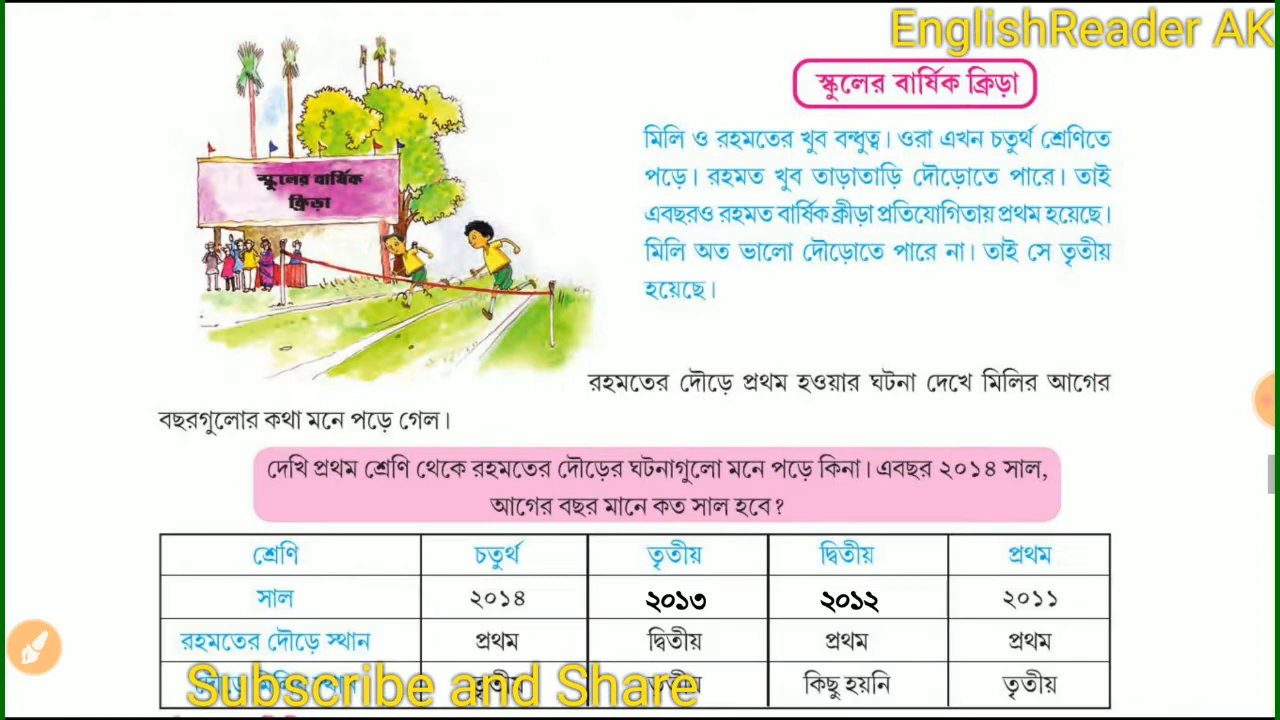 EnglishReader AK
স্কুলের বার্ষিক ক্রিড়া
স্কুলের বার্ষিক
ক্রিড়া
মিলি ও রহমতের খুব বন্ধুত্ব। ওরা এখন চতুর্থ শ্রেণিতে
পড়ে। রহমত খুব তাড়াতাড়ি দৌড়োতে পারে। তাই
এবছরও রহমত বার্ষিক ক্রীড়া প্রতিযোগিতায় প্রথম হয়েছে।
মিলি অত ভালো দৌড়োতে পারে না। তাই সে তৃতীয়
হয়েছে।
রহমতের দৌড়ে প্রথম হওয়ার ঘটনা দেখে মিলির আগের
বছরগুলোর কথা মনে পড়ে গেল।
দেখি প্রথম শ্রেণি থেকে রহমতের দৌড়ের ঘটনাগুলো মনে পড়ে কিনা। এবছর ২০১৪ সাল,
আগের বছর মানে কত সাল হবে?
শ্রেণি চতুর্থ তৃতীয় দ্বিতীয় প্রথম
সাল ২০১৪ ২০১৩ ২০১২ ২০১১
রহমতের দৌড়ে স্থান প্রথম দ্বিতীয় প্রথম প্রথম
তৃতীয় তৃতীয় কিছু হয়নি তৃতীয়
Subscribe and Share